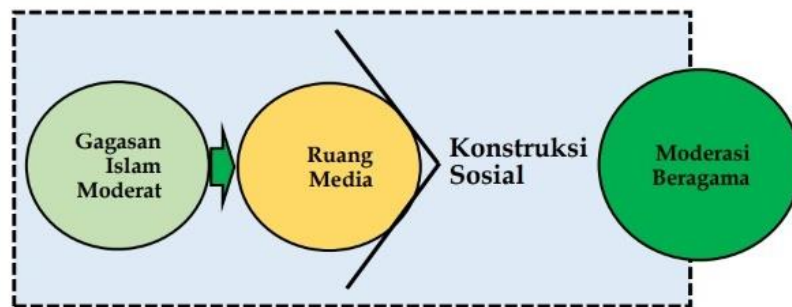 Gagasan
Islam
Moderat
Ruang
Media
Konstruksi
Sosial
Moderasi
Beragama